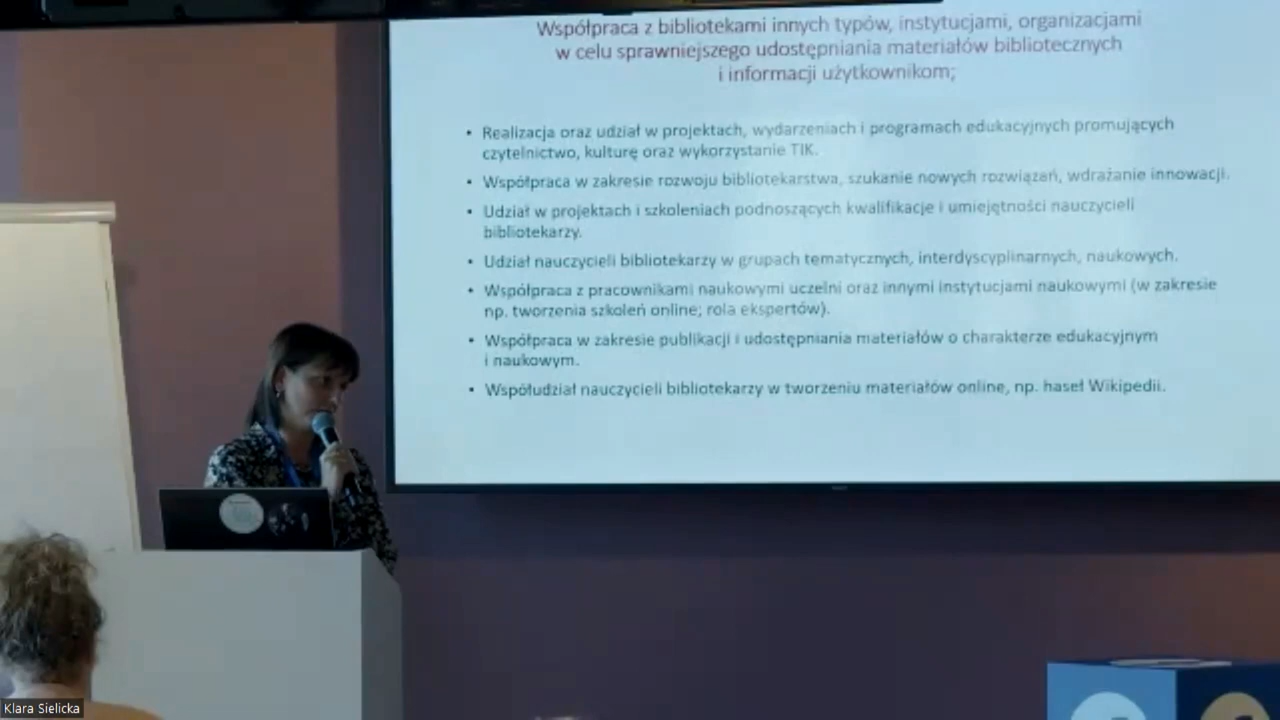 Współpraca z bibliotekami innych typów, instytucjami, organizacjami
w celu sprawniejszego udostępniania materiałów bibliotecznych
i informacji użytkownikom;
• Realizacja oraz udział w projektach, wydarzeniach i programach edukacyjnych promujących
czytelnictwo, kulturę oraz wykorzystanie TIK.
• Współpraca w zakresie rozwoju bibliotekarstwa, szukanie nowych rozwiązań, wdrażanie innowacji.
• Udział w projektach i szkoleniach podnoszących kwalifikacje i umiejętności nauczycieli
bibliotekarzy.
• Udział nauczycieli bibliotekarzy w grupach tematycznych, interdyscyplinarnych, naukowych.
• Współpraca z pracownikami naukowymi uczelni oraz innymi instytucjami naukowymi (w zakresie
np. tworzenia szkoleń online; rola ekspertów).
• Współpraca w zakresie publikacji i udostępniania materiałów o charakterze edukacyjnym
i naukowym.
• Współudział nauczycieli bibliotekarzy w tworzeniu materiałów online, np. haseł Wikipedii.
Klara Sielicka